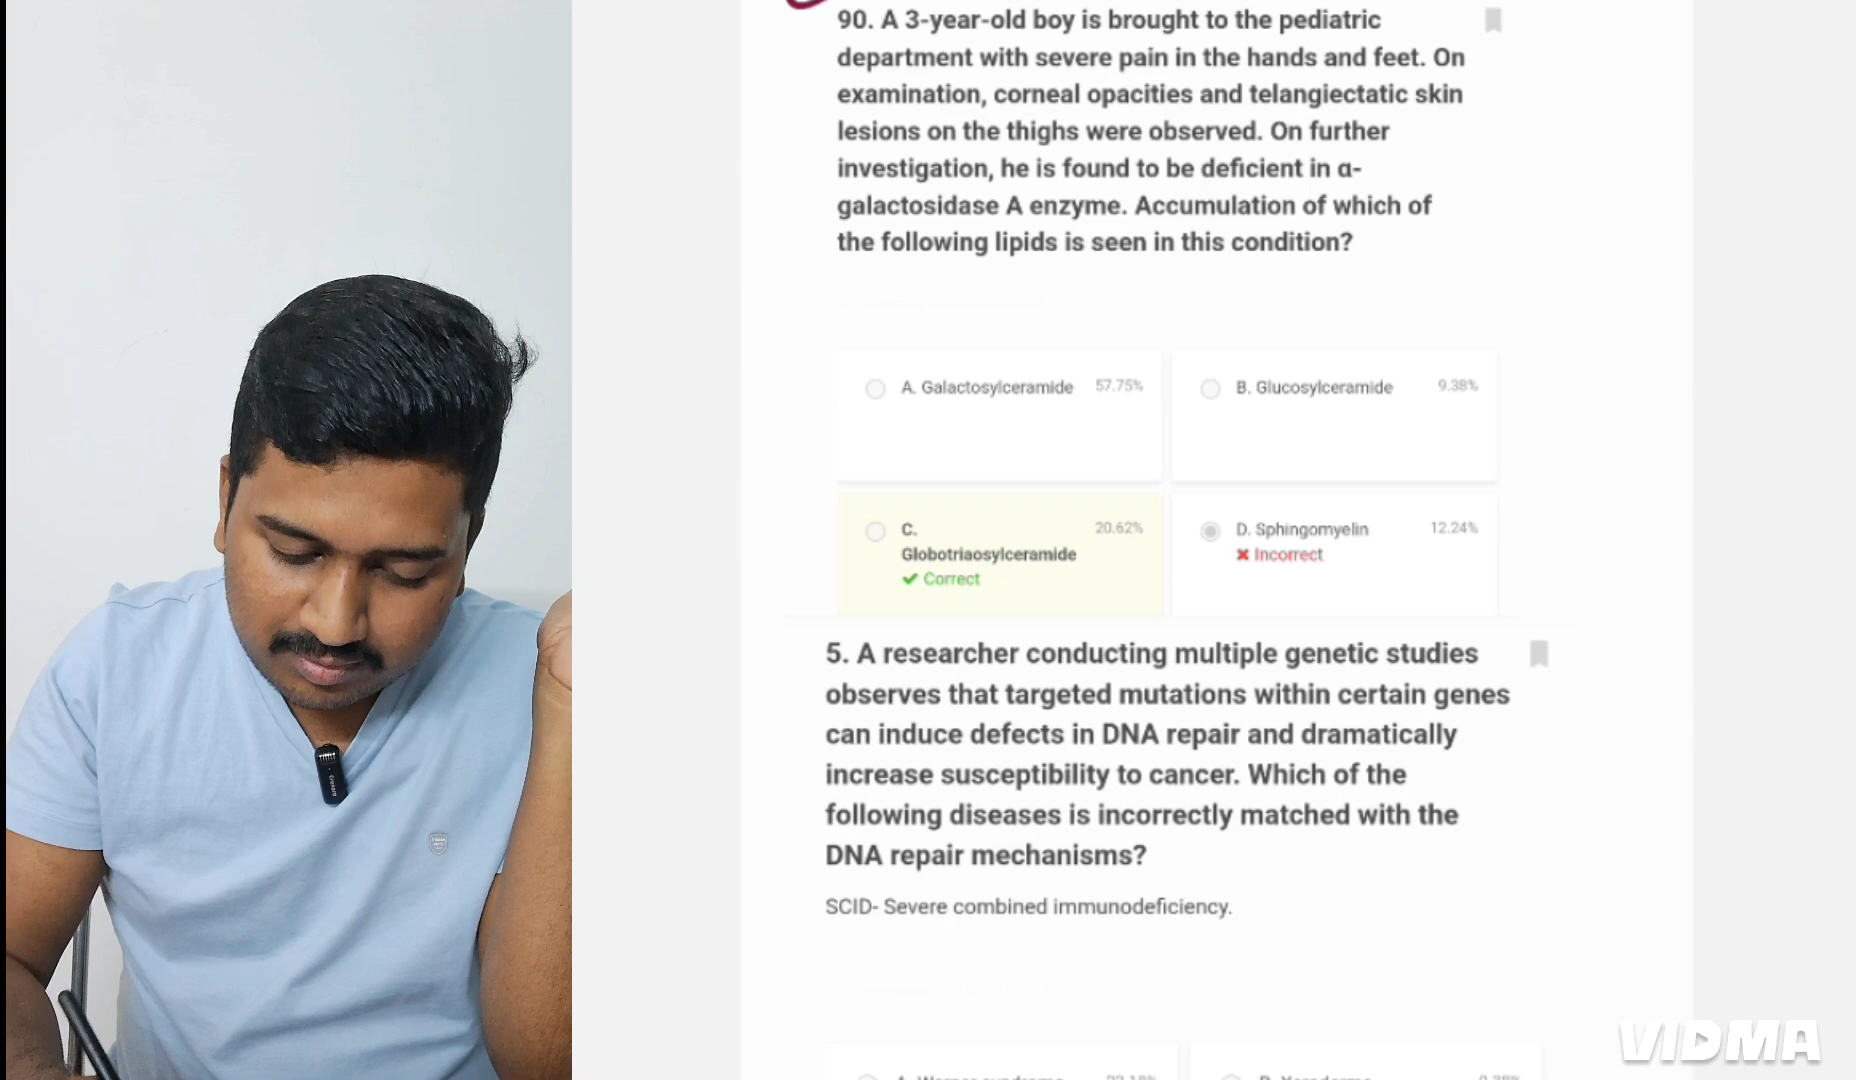 90. A 3-year-old boy is brought to the pediatric
department with severe pain in the hands and feet. On
examination, corneal opacities and telangiectatic skin
lesions on the thighs were observed. On further
investigation, he is found to be deficient in α-
galactosidase A enzyme. Accumulation of which of
the following lipids is seen in this condition?
A. Galactosylceramide 57.75%
B. Glucosylceramide 9.38%
C. 20.62%
Globotriaosylceramide
✔ Correct
D. Sphingomyelin 12.24%
✖ Incorrect
5. A researcher conducting multiple genetic studies
observes that targeted mutations within certain genes
can induce defects in DNA repair and dramatically
increase susceptibility to cancer. Which of the
following diseases is incorrectly matched with the
DNA repair mechanisms?
SCID- Severe combined immunodeficiency.
A. Werner syndrome
VIDMA